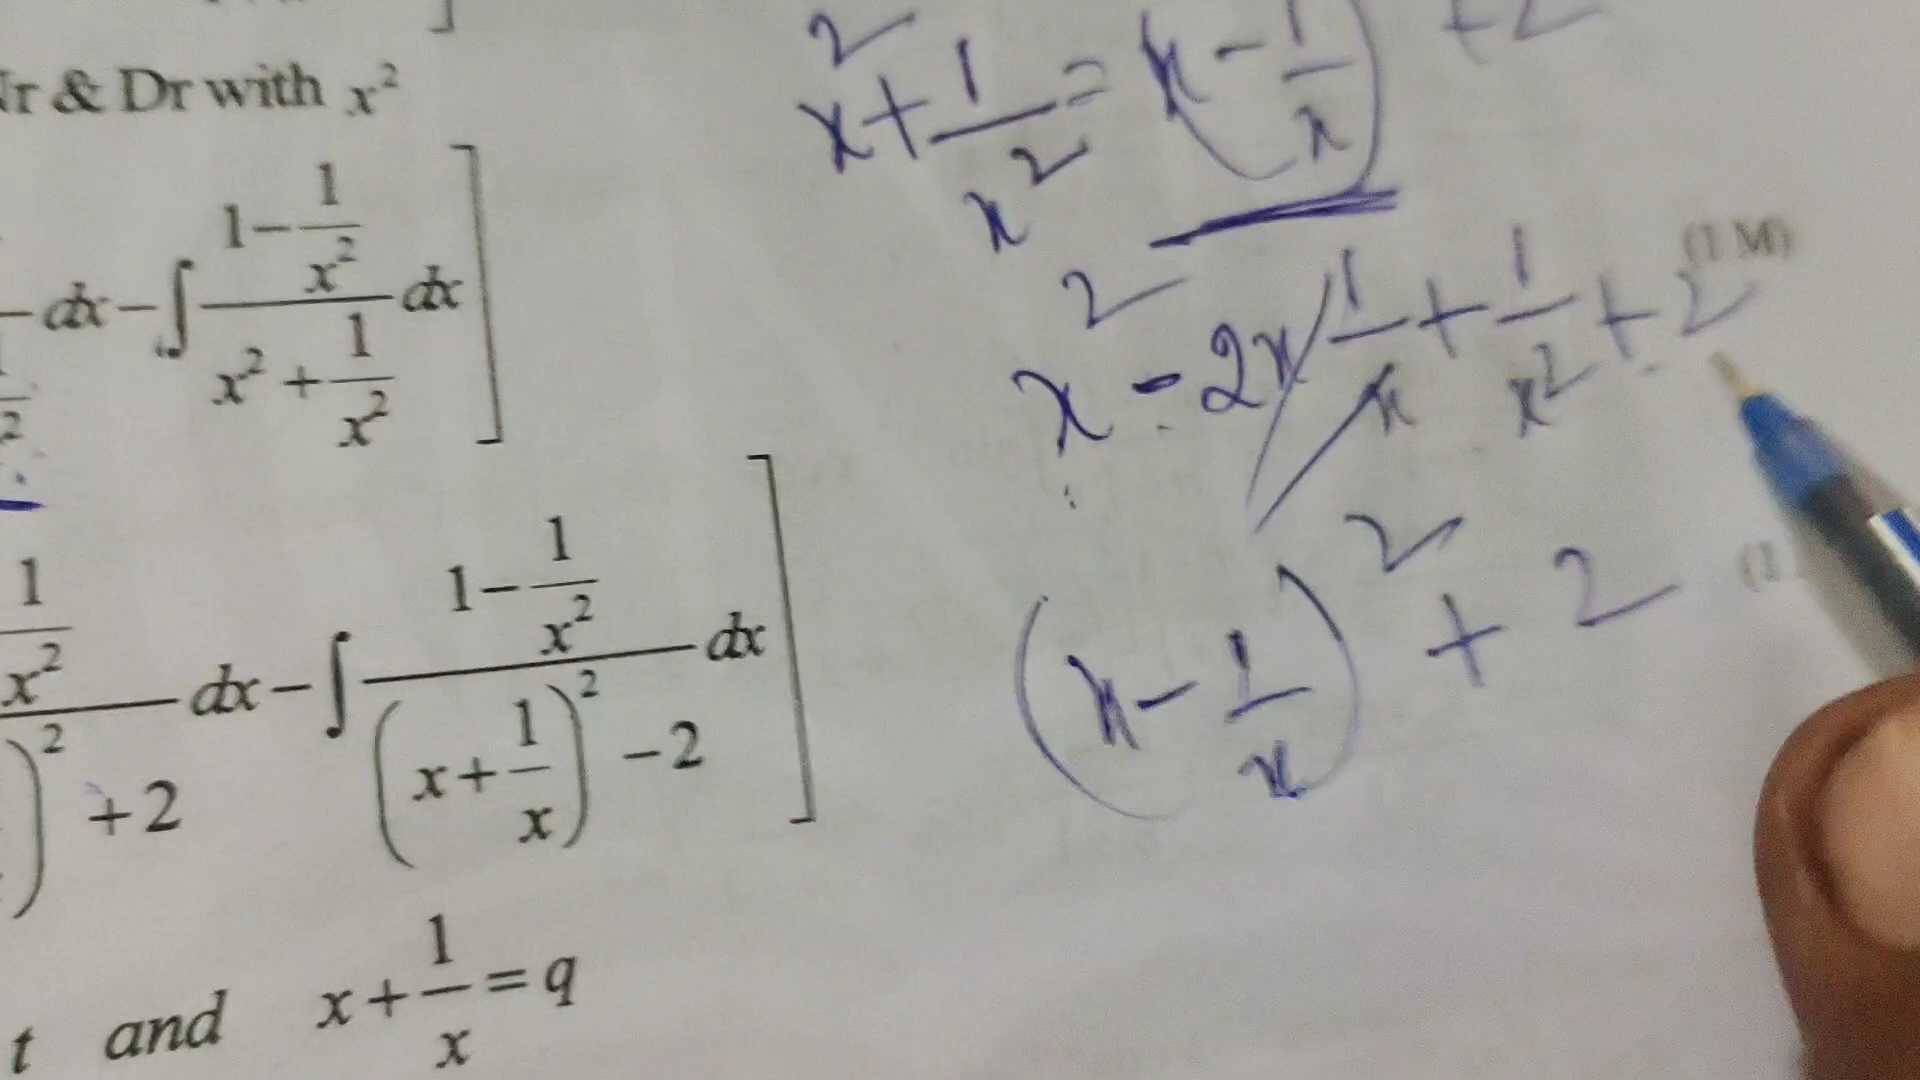 Nr & Dr with x²
dx − ∫ (1 − 1/x²)/(x² + 1/x²) dx ]
1/x²
)² + 2 dx − ∫ (1 − 1/x²)/((x + 1/x)² − 2) dx ]
t and x + 1/x = q
x² + 1/x² = (x − 1/x) + 2
(1 M)
x² − 2x 1/x + 1/x² + 2
(x − 1/x)² + 2